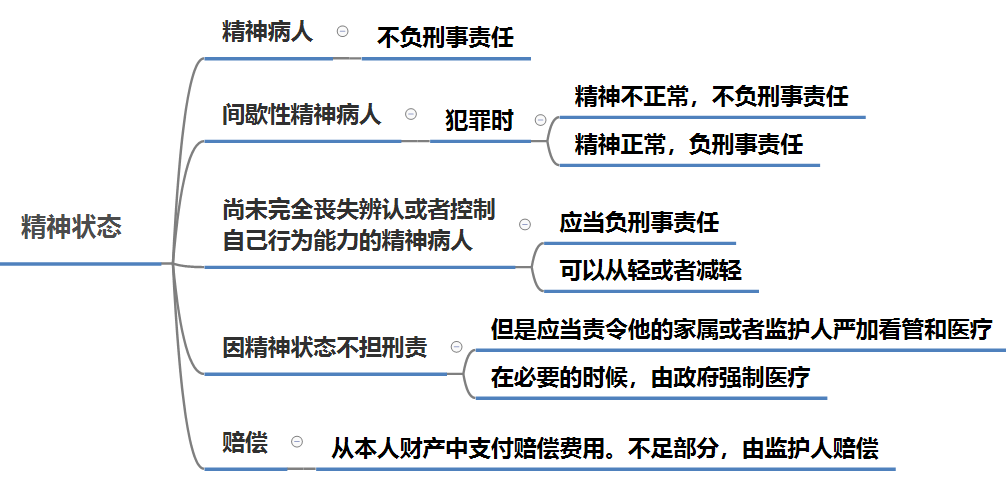 精神状态
精神病人
不负刑事责任
间歇性精神病人
犯罪时
精神不正常，不负刑事责任
精神正常，负刑事责任
尚未完全丧失辨认或者控制
自己行为能力的精神病人
应当负刑事责任
可以从轻或者减轻
因精神状态不担刑责
但是应当责令他的家属或者监护人严加看管和医疗
在必要的时候，由政府强制医疗
赔偿
从本人财产中支付赔偿费用。不足部分，由监护人赔偿